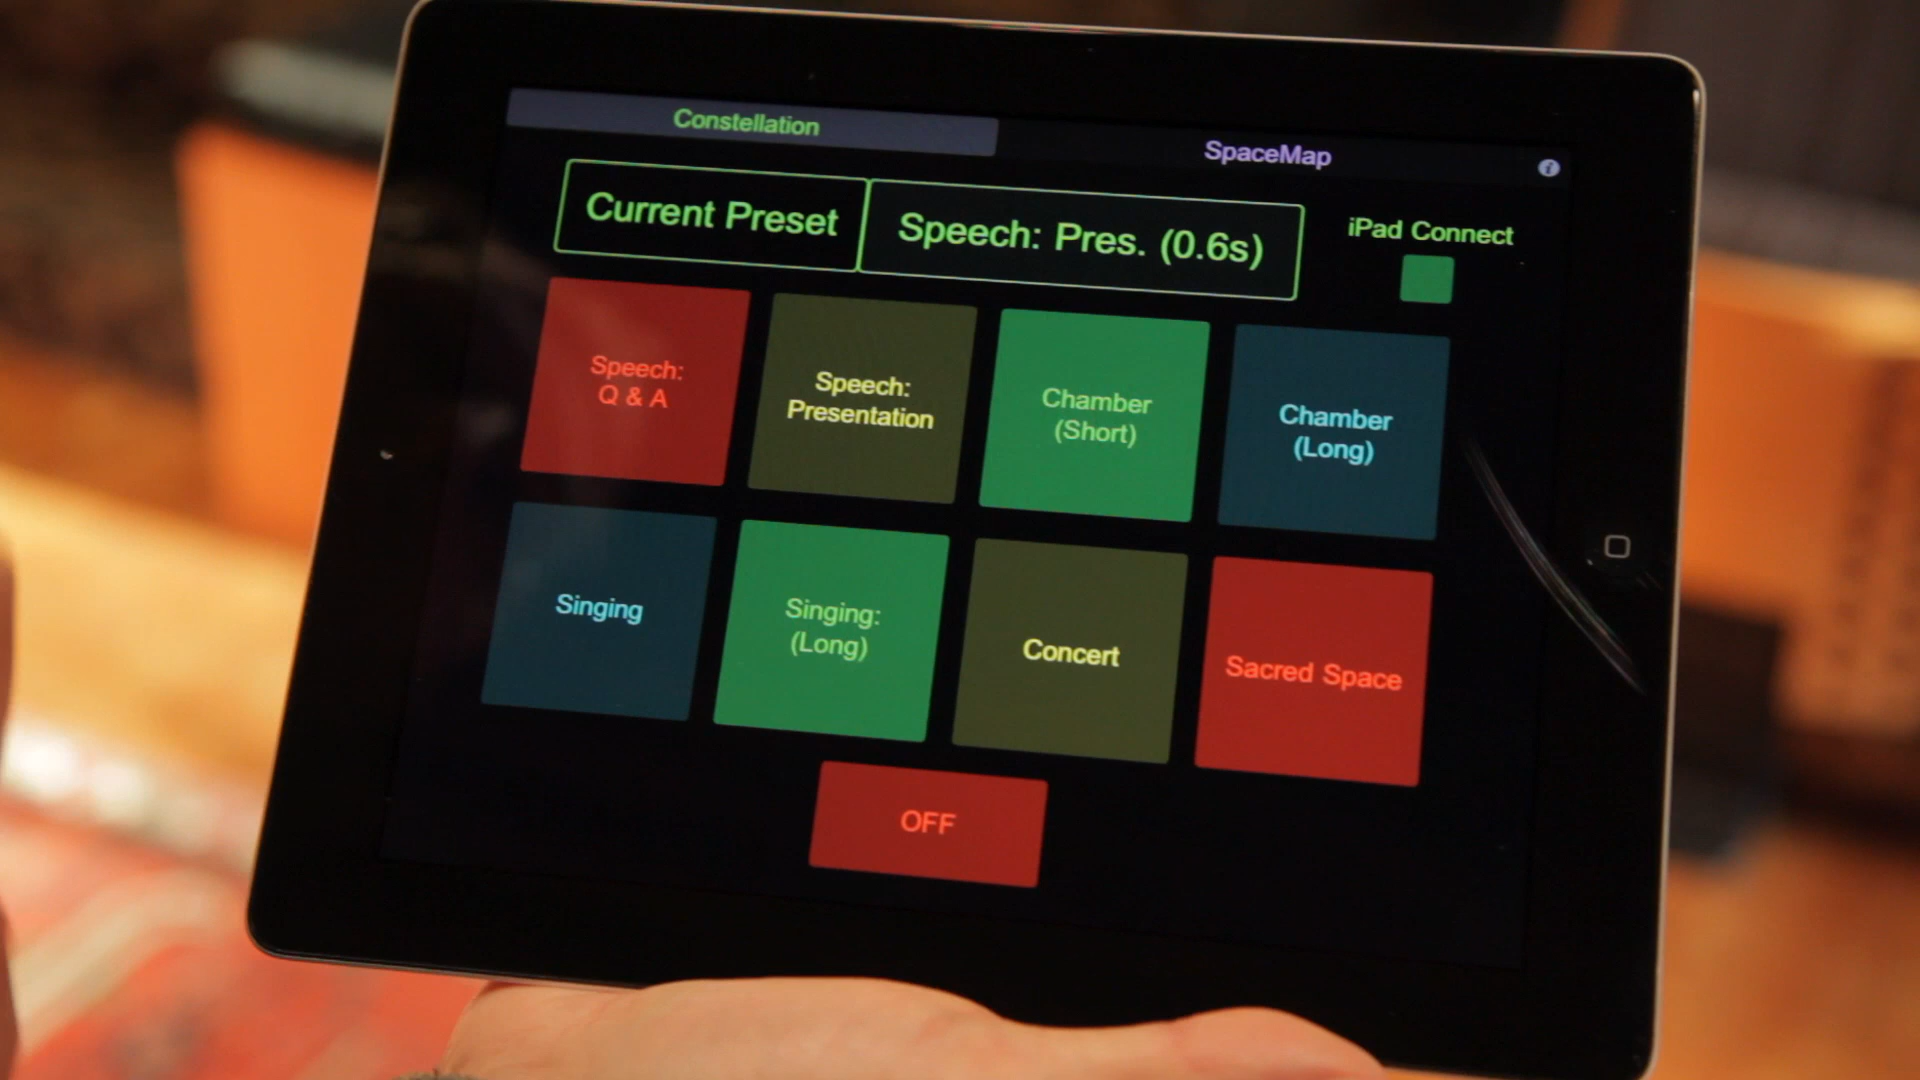 Constellation
SpaceMap
Current Preset
Speech: Pres. (0.6s)
iPad Connect
Speech:
Q & A
Speech:
Presentation
Chamber
(Short)
Chamber
(Long)
Singing
Singing:
(Long)
Concert
Sacred Space
OFF